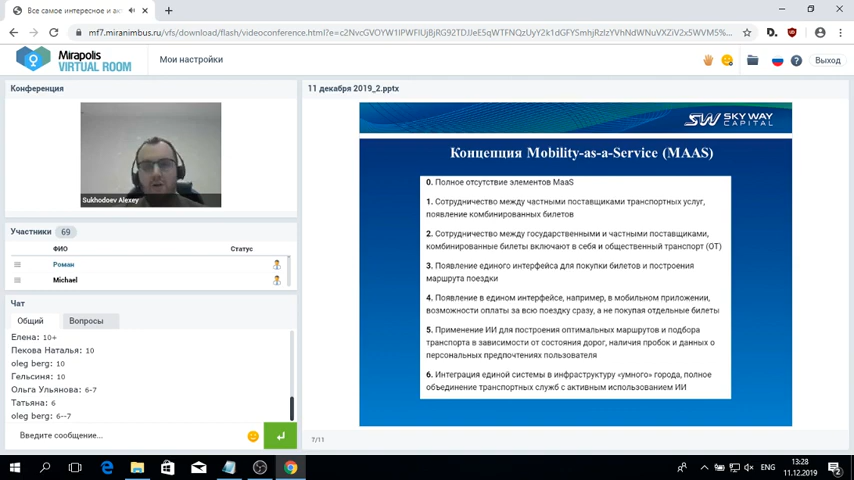 Все самое интересное и ак
mf7.miranimbus.ru/vfs/download/flash/videoconference.html?e=c2NvcGVOYW1lPWFlUjBjRG92TDJJeE5qWTFNQzUyY2k1dGFYSmhjRzlzYVhNdWNuVXZiV2x5WVM5...
Mirapolis
VIRTUAL ROOM
Мои настройки
Выход
Конференция
11 декабря 2019_2.pptx
Sukhodoev Alexey
SKY WAY
CAPITAL
Концепция Mobility-as-a-Service (MAAS)
0. Полное отсутствие элементов MaaS
1. Сотрудничество между частными поставщиками транспортных услуг,
появление комбинированных билетов
2. Сотрудничество между государственными и частными поставщиками,
комбинированные билеты включают в себя и общественный транспорт (ОТ)
3. Появление единого интерфейса для покупки билетов и построения
маршрута поездки
4. Появление в едином интерфейсе, например, в мобильном приложении,
возможности оплаты за всю поездку сразу, а не покупая отдельные билеты
5. Применение ИИ для построения оптимальных маршрутов и подбора
транспорта в зависимости от состояния дорог, наличия пробок и данных о
персональных предпочтениях пользователя
6. Интеграция единой системы в инфраструктуру «умного» города, полное
объединение транспортных служб с активным использованием ИИ
Участники 69
ФИО Статус
Роман
Michael
Чат
Общий Вопросы
Елена: 10+
Пекова Наталья: 10
oleg berg: 10
Гельсиня: 10
Ольга Ульянова: 6-7
Татьяна: 6
oleg berg: 6--7
Введите сообщение...
7/11
ENG
13:28
11.12.2019
2